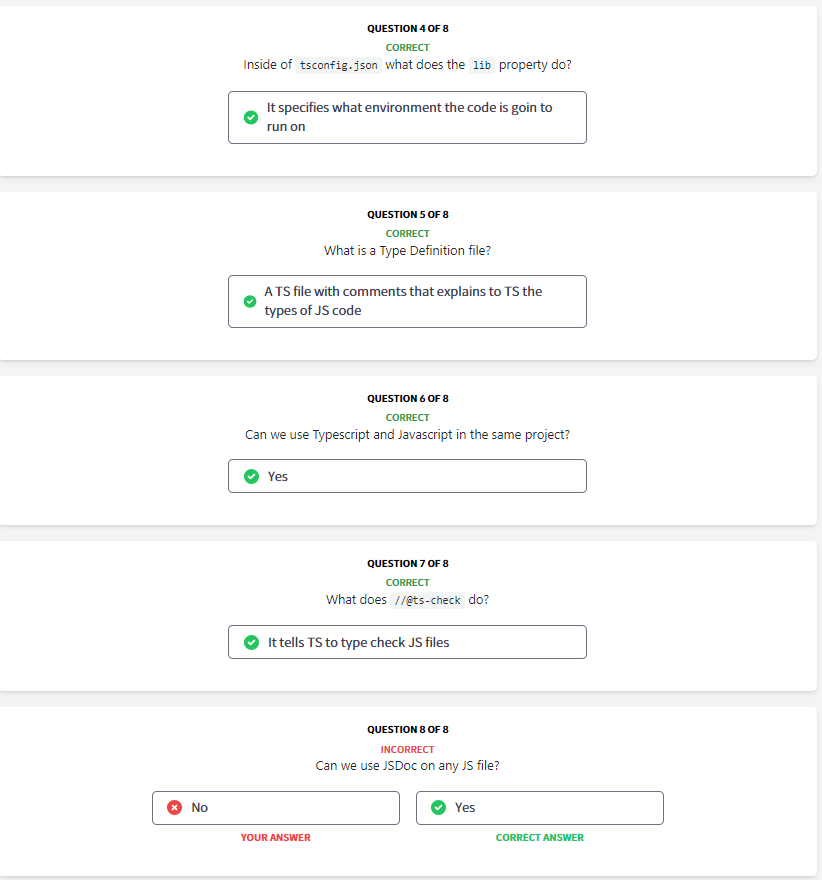 QUESTION 4 OF 8
CORRECT
Inside of tsconfig.json what does the lib property do?
It specifies what environment the code is goin to
run on
QUESTION 5 OF 8
CORRECT
What is a Type Definition file?
A TS file with comments that explains to TS the
types of JS code
QUESTION 6 OF 8
CORRECT
Can we use Typescript and Javascript in the same project?
Yes
QUESTION 7 OF 8
CORRECT
What does //@ts-check do?
It tells TS to type check JS files
QUESTION 8 OF 8
INCORRECT
Can we use JSDoc on any JS file?
No
Yes
YOUR ANSWER
CORRECT ANSWER